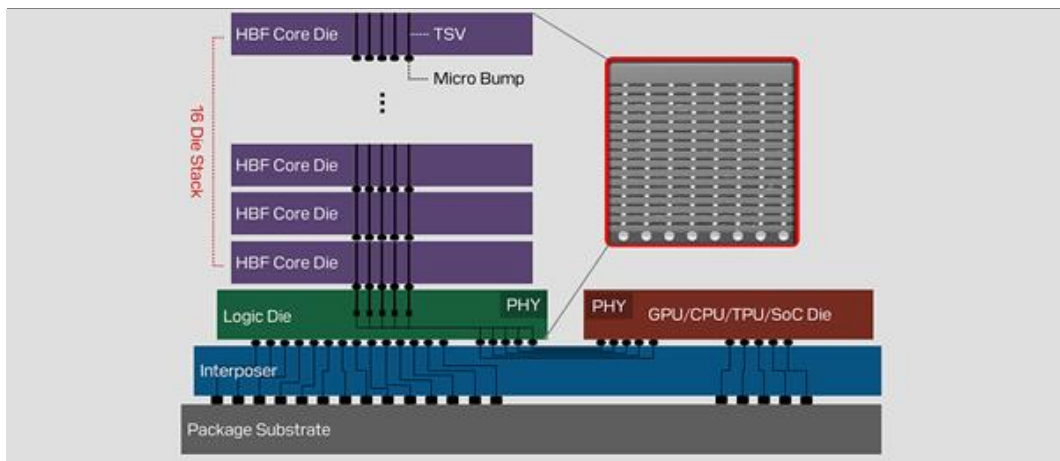 HBF Core Die
TSV
Micro Bump
16 Die Stack
HBF Core Die
HBF Core Die
HBF Core Die
Logic Die
PHY
PHY
GPU/CPU/TPU/SoC Die
Interposer
Package Substrate